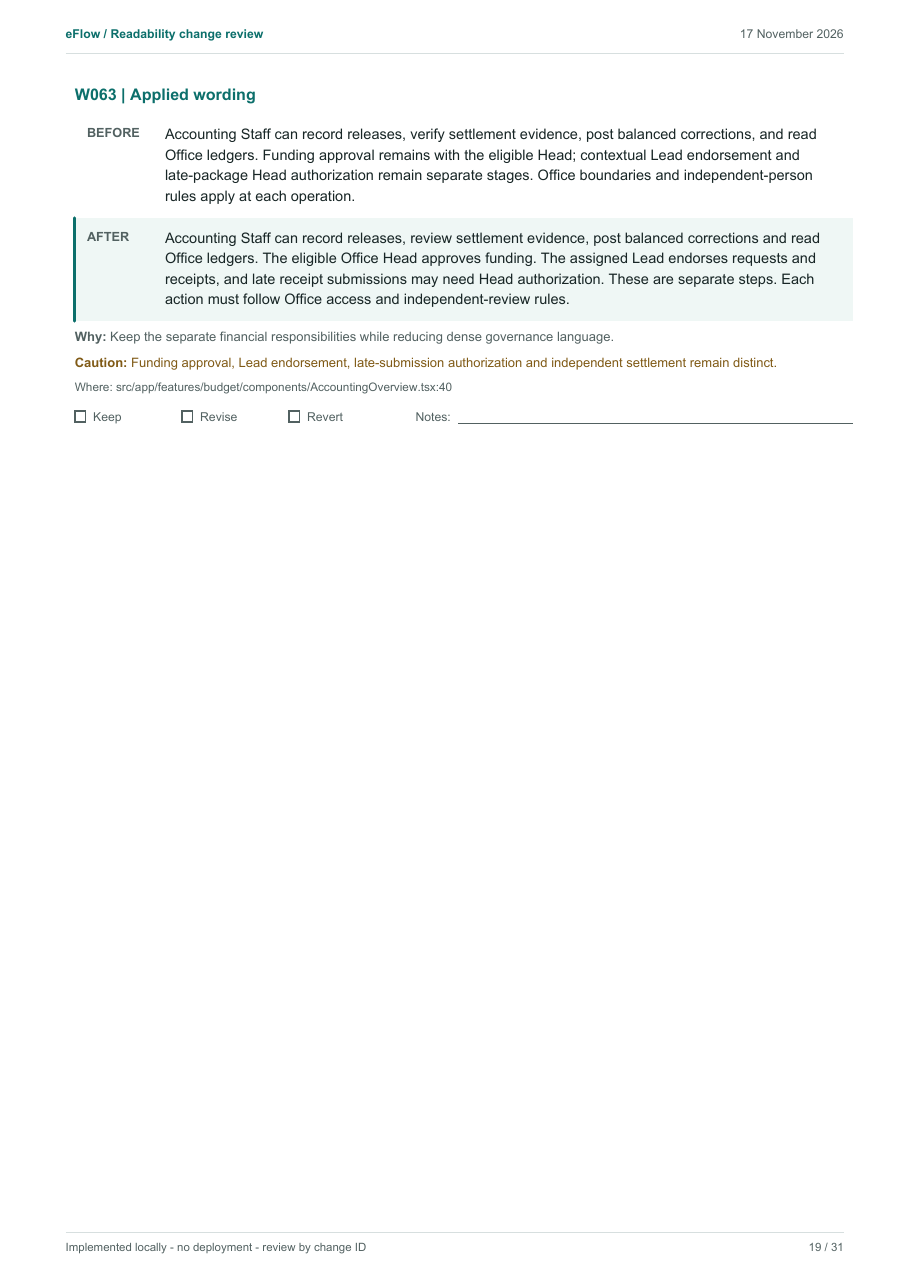 eFlow / Readability change review
17 November 2026
W063 | Applied wording
BEFORE
Accounting Staff can record releases, verify settlement evidence, post balanced corrections, and read
Office ledgers. Funding approval remains with the eligible Head; contextual Lead endorsement and
late-package Head authorization remain separate stages. Office boundaries and independent-person
rules apply at each operation.
AFTER
Accounting Staff can record releases, review settlement evidence, post balanced corrections and read
Office ledgers. The eligible Office Head approves funding. The assigned Lead endorses requests and
receipts, and late receipt submissions may need Head authorization. These are separate steps. Each
action must follow Office access and independent-review rules.
Why: Keep the separate financial responsibilities while reducing dense governance language.
Caution: Funding approval, Lead endorsement, late-submission authorization and independent settlement remain distinct.
Where: src/app/features/budget/components/AccountingOverview.tsx:40
Keep Revise Revert Notes:
Implemented locally - no deployment - review by change ID
19 / 31